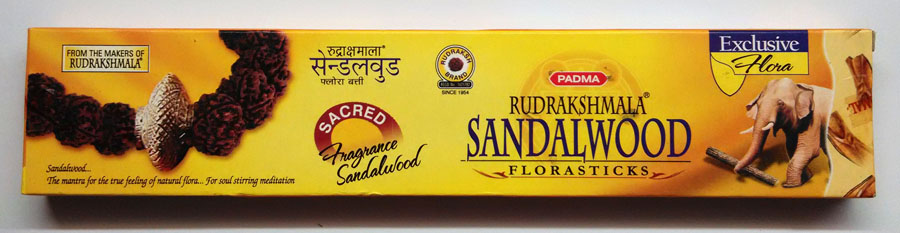 FROM THE MAKERS OF
RUDRAKSHMALA®
Sandalwood...
The mantra for the true feeling of natural flora... For soul stirring meditation
रुद्राक्षमाला®
सेन्डलवुड
फ्लोरा बत्ती
SACRED
Fragrance
Sandalwood
RUDRAKSH
BRAND
SINCE 1954
PADMA
RUDRAKSHMALA®
SANDALWOOD
FLORASTICKS
Exclusive
Flora